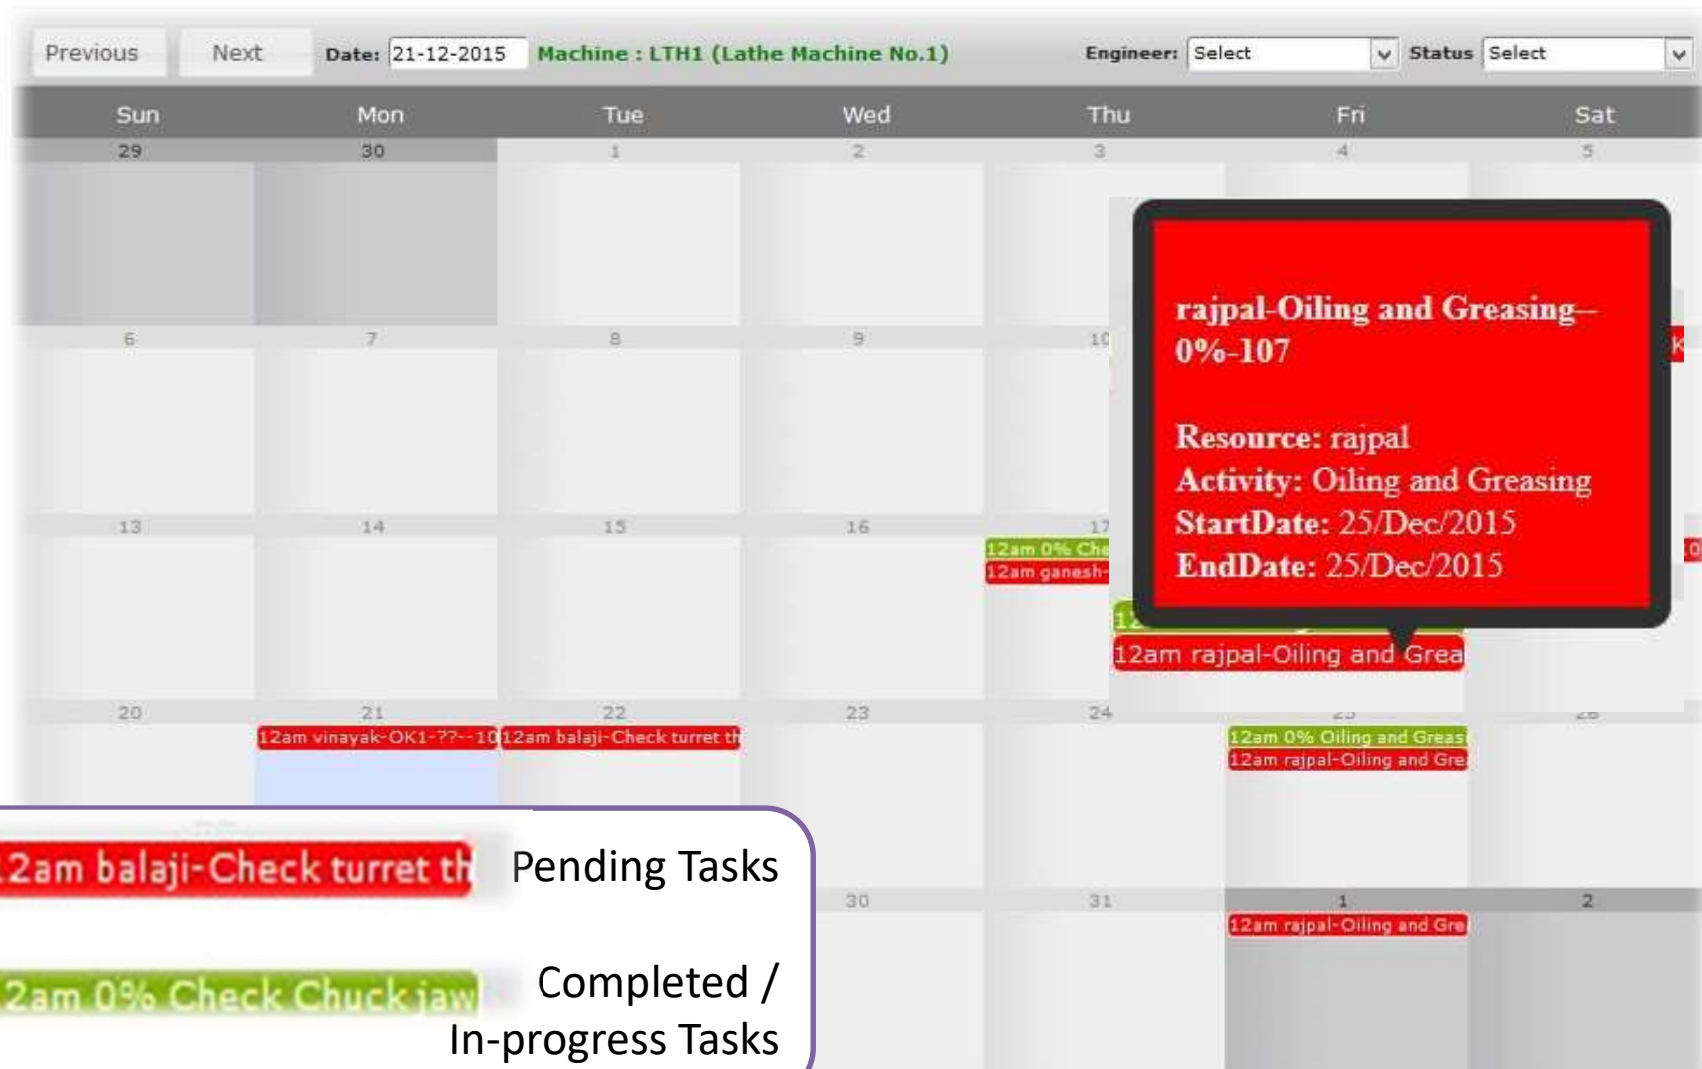 Previous Next Date: 21-12-2015 Machine : LTH1 (Lathe Machine No.1) Engineer: Select Status Select
Sun Mon Tue Wed Thu Fri Sat
29 30 1 2 3 4 5
rajpal-Oiling and Greasing--
0%-107
Resource: rajpal
Activity: Oiling and Greasing
StartDate: 25/Dec/2015
EndDate: 25/Dec/2015
6 7 8 9 10
13 14 15 16 17
12am 0% Che
12am ganesh-
12am rajpal-Oiling and Grea
20 21 22 23 24
12am vinayak-OK1-??--10 12am balaji-Check turret th 12am 0% Oiling and Greasi
12am rajpal-Oiling and Grea
2am balaji-Check turret th Pending Tasks
30 31 1 2
12am rajpal-Oiling and Grea
2am 0% Check Chuck jaw Completed /
In-progress Tasks